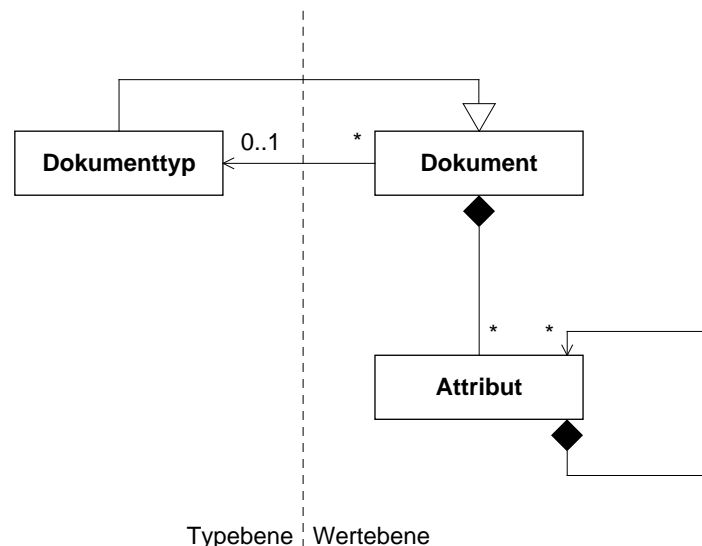 0..1 *
Dokumenttyp Dokument
* *
Attribut
Typebene Wertebene